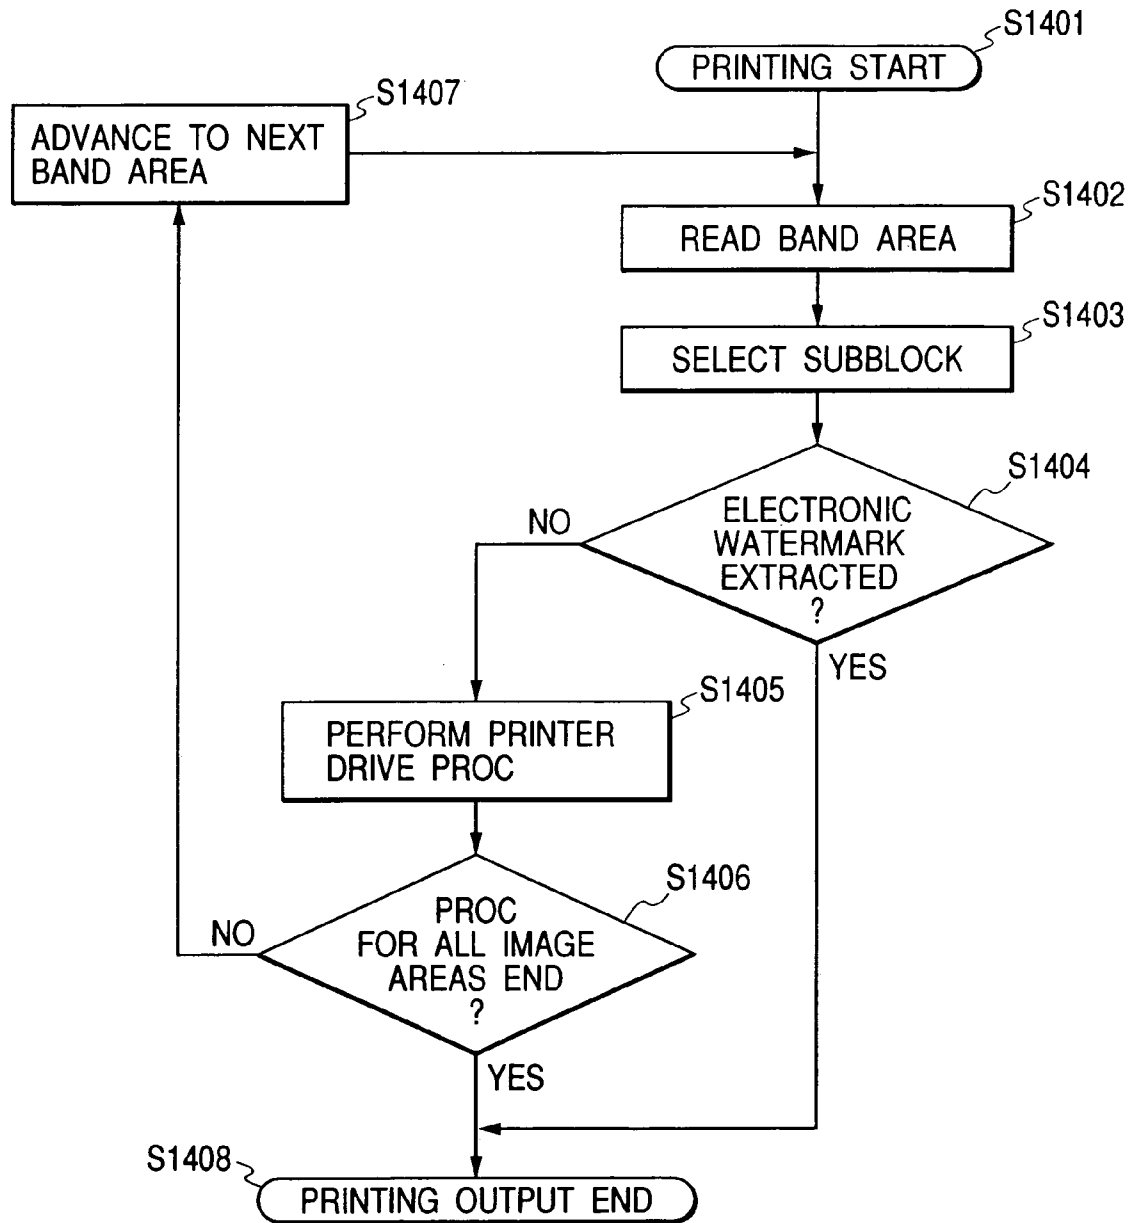 S1401
PRINTING START
S1407
ADVANCE TO NEXT
BAND AREA
S1402
READ BAND AREA
S1403
SELECT SUBBLOCK
S1404
ELECTRONIC
WATERMARK
EXTRACTED
?
NO
YES
S1405
PERFORM PRINTER
DRIVE PROC
S1406
PROC
FOR ALL IMAGE
AREAS END
?
NO
YES
S1408
PRINTING OUTPUT END